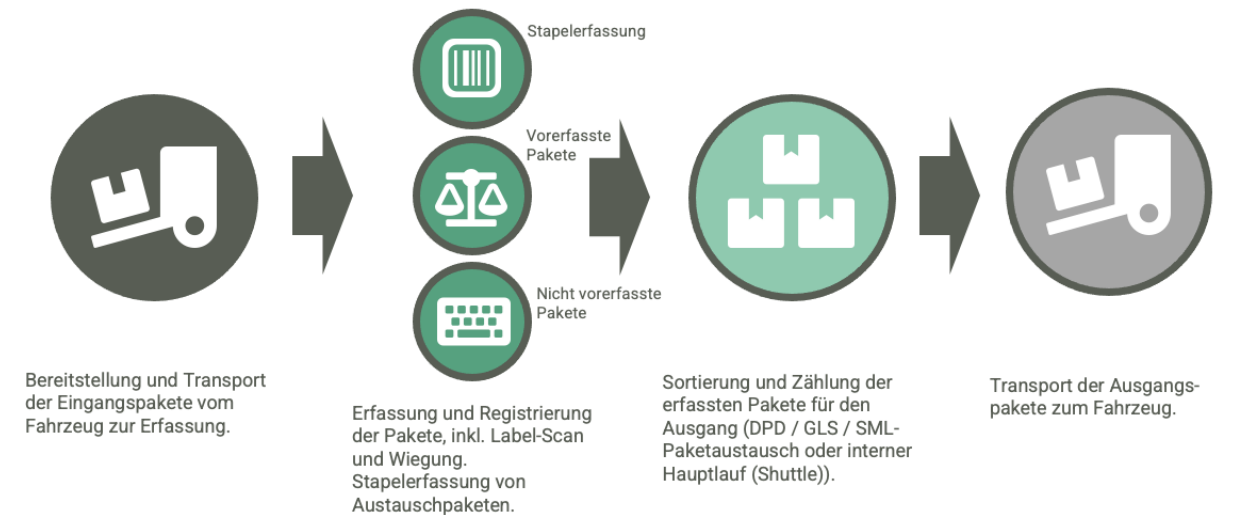 Stapelerfassung
Vorerfasste
Pakete
Nicht vorerfasste
Pakete
Bereitstellung und Transport
der Eingangspakete vom
Fahrzeug zur Erfassung.
Erfassung und Registrierung
der Pakete, inkl. Label-Scan
und Wiegung.
Stapelerfassung von
Austauschpaketen.
Sortierung und Zählung der
erfassten Pakete für den
Ausgang (DPD / GLS / SML-
Paketaustausch oder interner
Hauptlauf (Shuttle)).
Transport der Ausgangs-
pakete zum Fahrzeug.